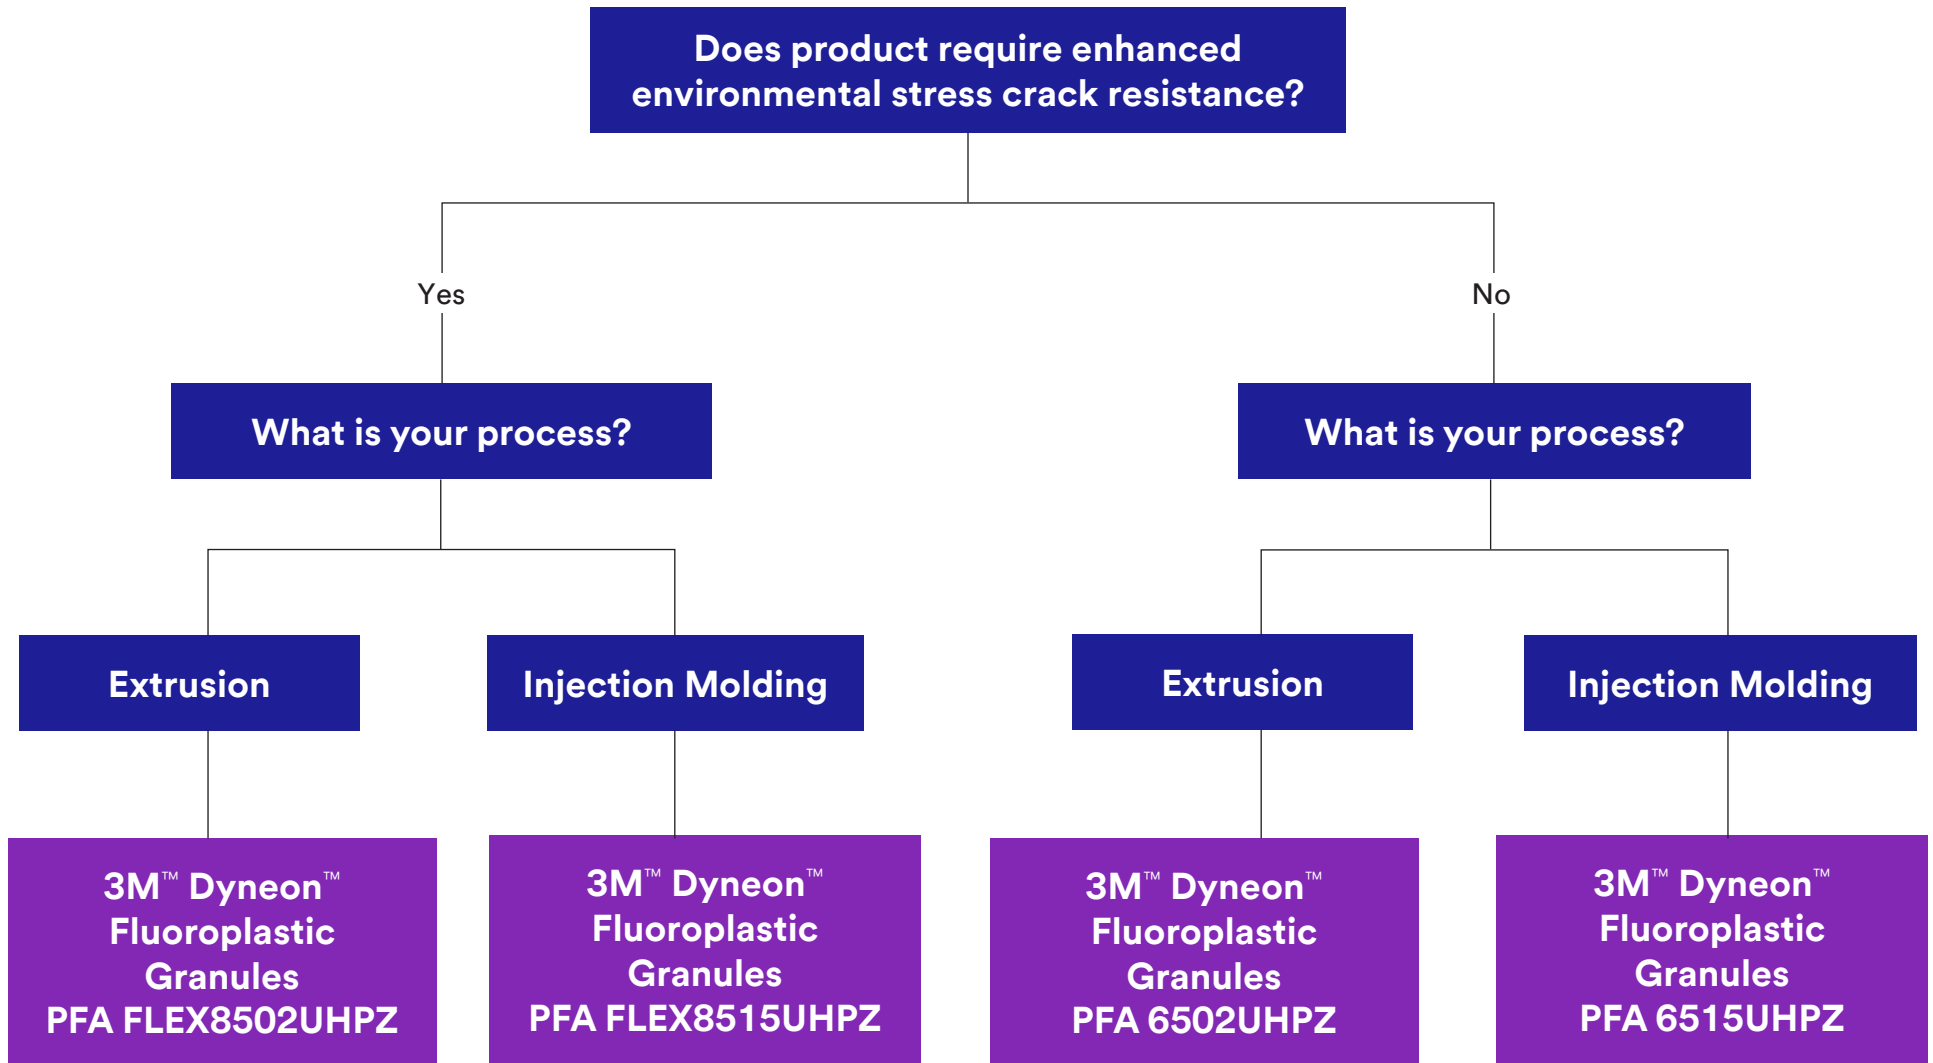 Does product require enhanced
environmental stress crack resistance?
Yes
No
What is your process?
What is your process?
Extrusion
Injection Molding
Extrusion
Injection Molding
3M™ Dyneon™
Fluoroplastic
Granules
PFA FLEX8502UHPZ
3M™ Dyneon™
Fluoroplastic
Granules
PFA FLEX8515UHPZ
3M™ Dyneon™
Fluoroplastic
Granules
PFA 6502UHPZ
3M™ Dyneon™
Fluoroplastic
Granules
PFA 6515UHPZ